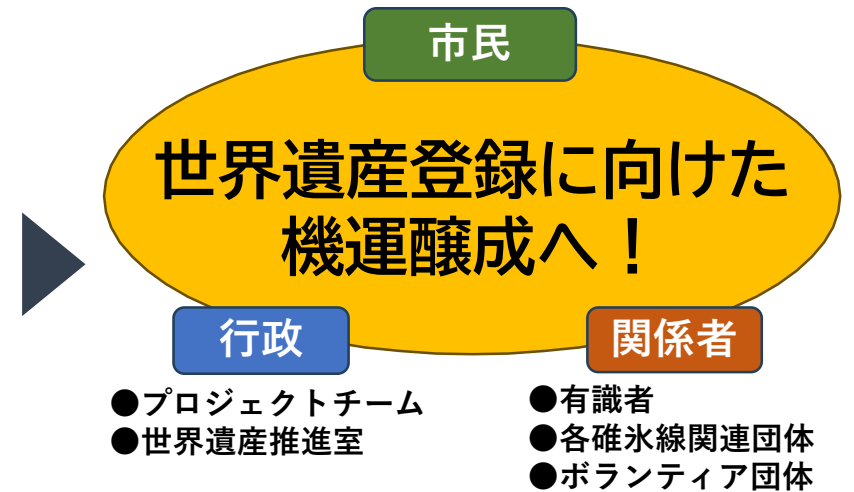 市民
世界遺産登録に向けた
機運醸成へ！
行政
●プロジェクトチーム
●世界遺産推進室
関係者
●有識者
●各碓氷線関連団体
●ボランティア団体